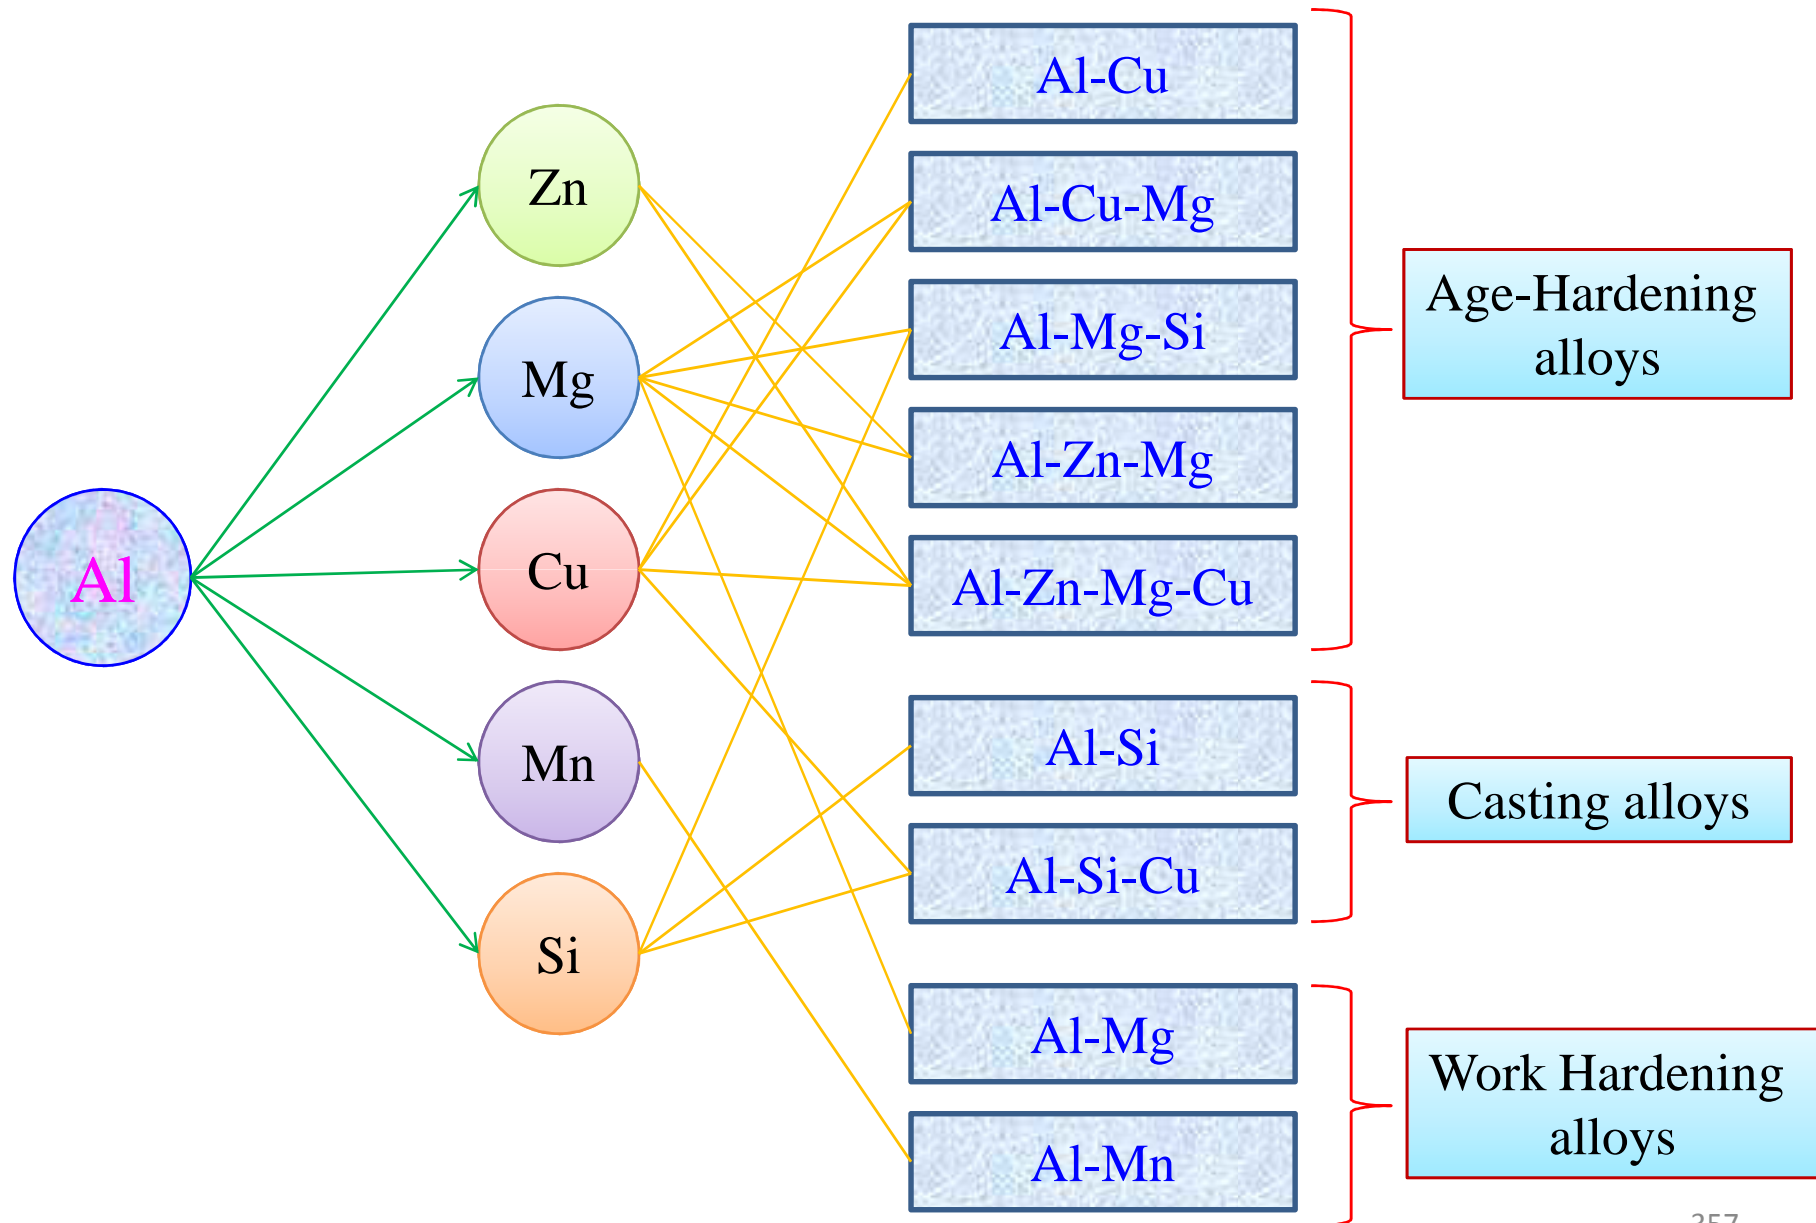 Al
Zn
Mg
Cu
Mn
Si
Al-Cu
Al-Cu-Mg
Al-Mg-Si
Al-Zn-Mg
Al-Zn-Mg-Cu
Al-Si
Al-Si-Cu
Al-Mg
Al-Mn
Age-Hardening
alloys
Casting alloys
Work Hardening
alloys
357